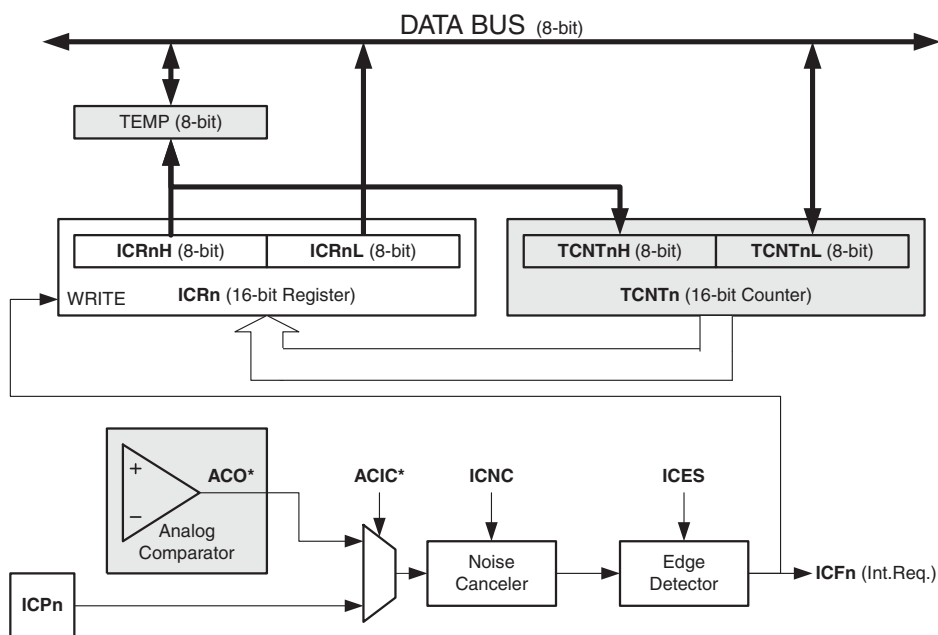 DATA BUS (8-bit)
TEMP (8-bit)
ICRnH (8-bit) ICRnL (8-bit) TCNTnH (8-bit) TCNTnL (8-bit)
WRITE ICRn (16-bit Register) TCNTn (16-bit Counter)
+
ACO* ACIC* ICNC ICES
−
Analog
Comparator
Noise
Canceler
Edge
Detector
ICFn (Int.Req.)
ICPn